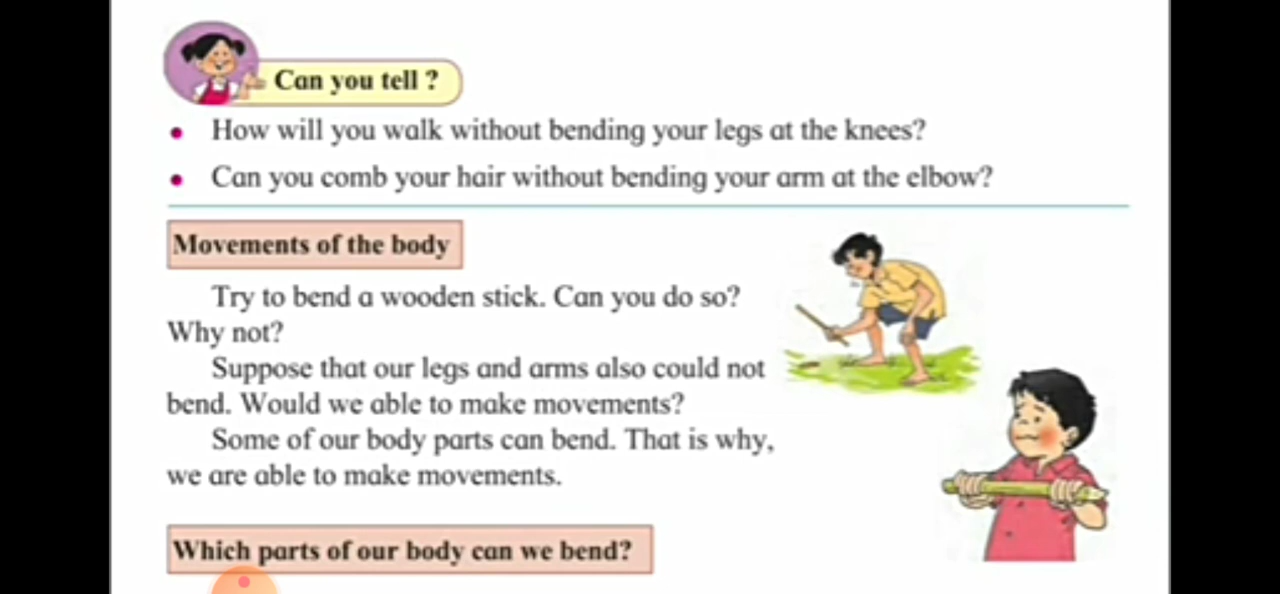 Can you tell ?
• How will you walk without bending your legs at the knees?
• Can you comb your hair without bending your arm at the elbow?
Movements of the body
Try to bend a wooden stick. Can you do so?
Why not?
Suppose that our legs and arms also could not
bend. Would we able to make movements?
Some of our body parts can bend. That is why,
we are able to make movements.
Which parts of our body can we bend?